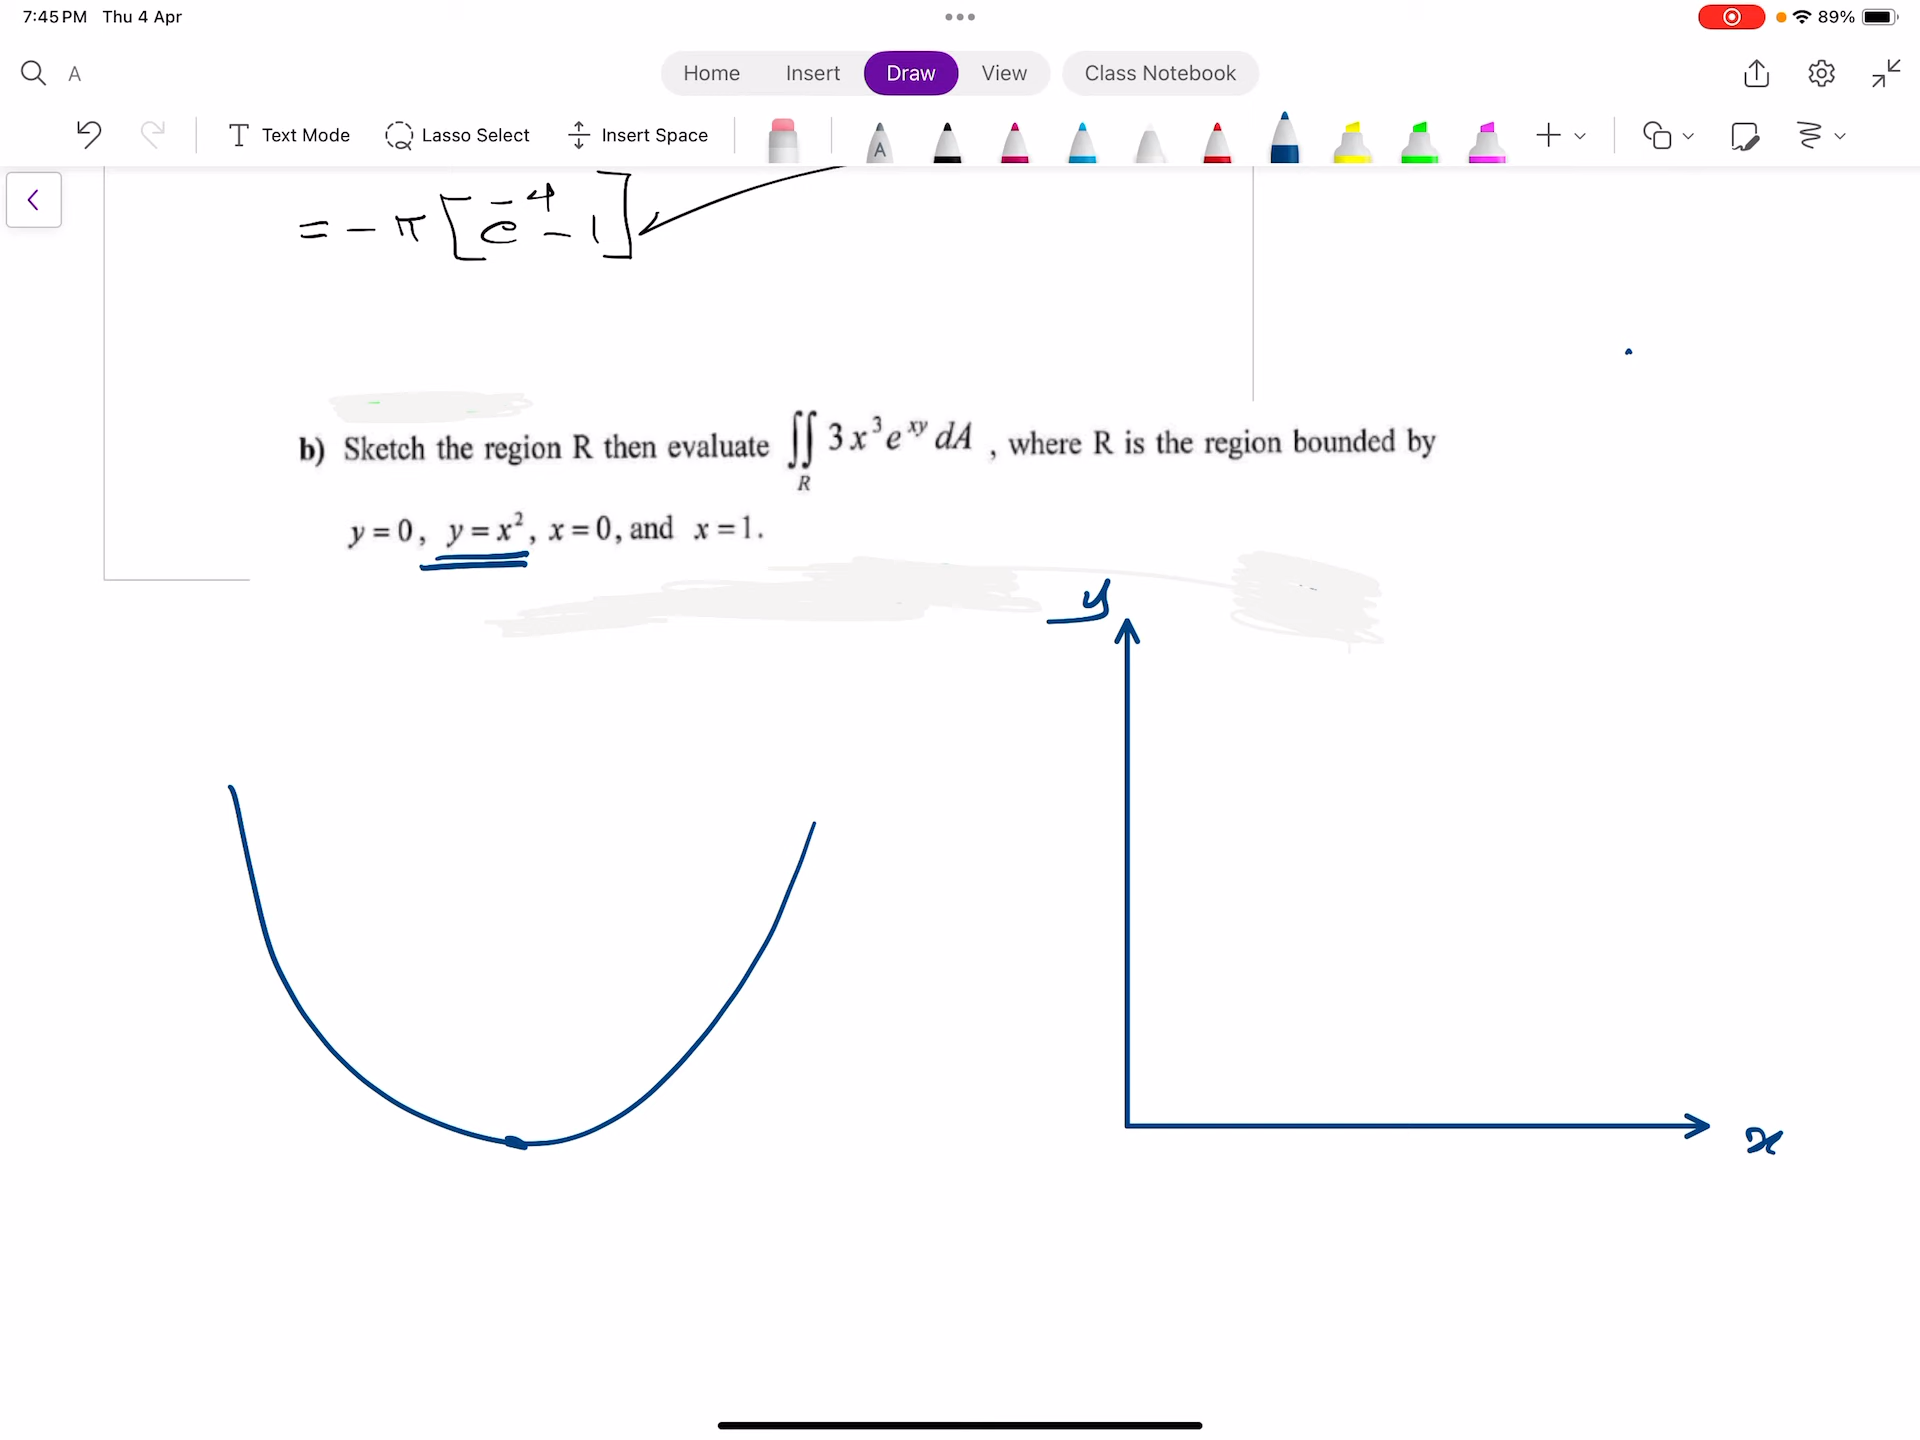 7:45 PM Thu 4 Apr
89%
A
Home Insert Draw View Class Notebook
Text Mode Lasso Select Insert Space
A
= - π [e⁻⁴ - 1]
b) Sketch the region R then evaluate ∬_R 3x³e^{xy} dA , where R is the region bounded by
y = 0, y = x², x = 0, and x = 1.
y
x